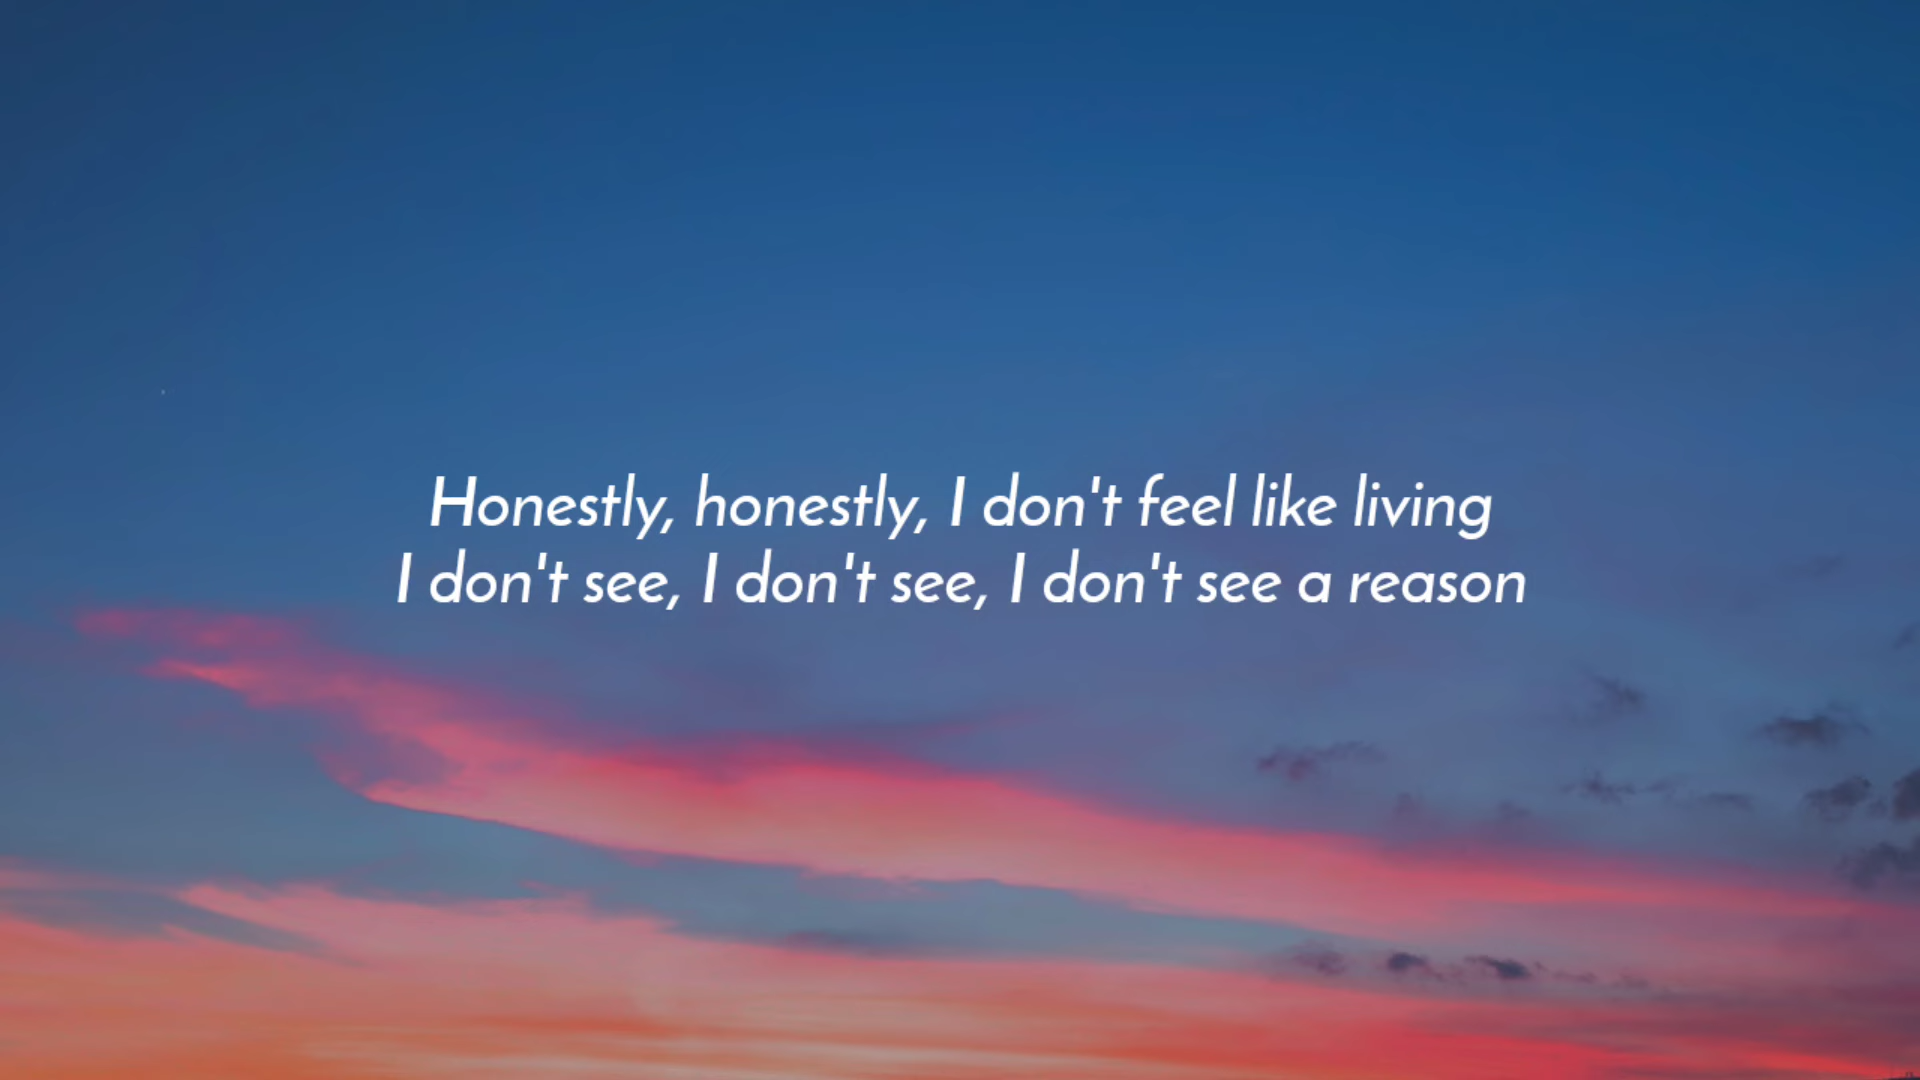 Honestly, honestly, I don't feel like living
I don't see, I don't see, I don't see a reason